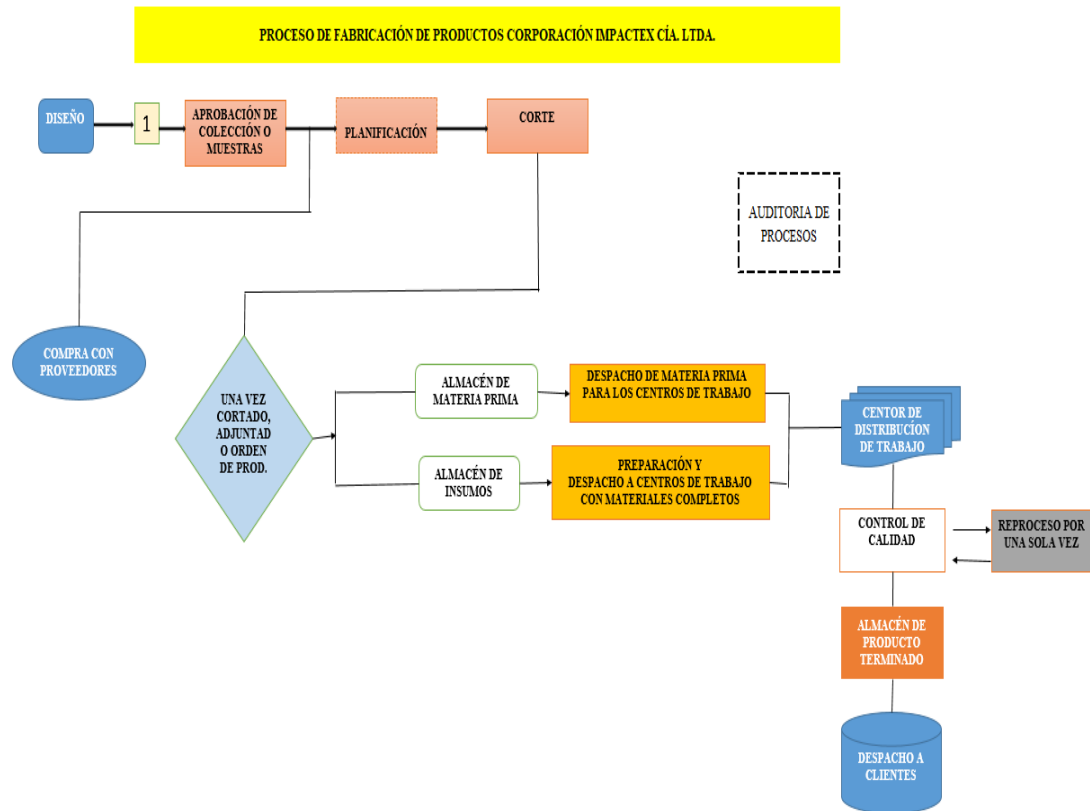 PROCESO DE FABRICACIÓN DE PRODUCTOS CORPORACIÓN IMPACTEX CÍA. LTDA.
DISEÑO
1
APROBACIÓN DE
COLECCIÓN O
MUESTRAS
PLANIFICACIÓN
CORTE
AUDITORIA DE
PROCESOS
COMPRA CON
PROVEEDORES
UNA VEZ
CORTADO,
ADJUNTAD
O ORDEN
DE PROD.
ALMACÉN DE
MATERIA PRIMA
DESPACHO DE MATERIA PRIMA
PARA LOS CENTROS DE TRABAJO
ALMACÉN DE
INSUMOS
PREPARACIÓN Y
DESPACHO A CENTROS DE TRABAJO
CON MATERIALES COMPLETOS
CENTOR DE
DISTRIBUCÍON
DE TRABAJO
CONTROL DE
CALIDAD
REPROCESO POR
UNA SOLA VEZ
ALMACÉN DE
PRODUCTO
TERMINADO
DESPACHO A
CLIENTES